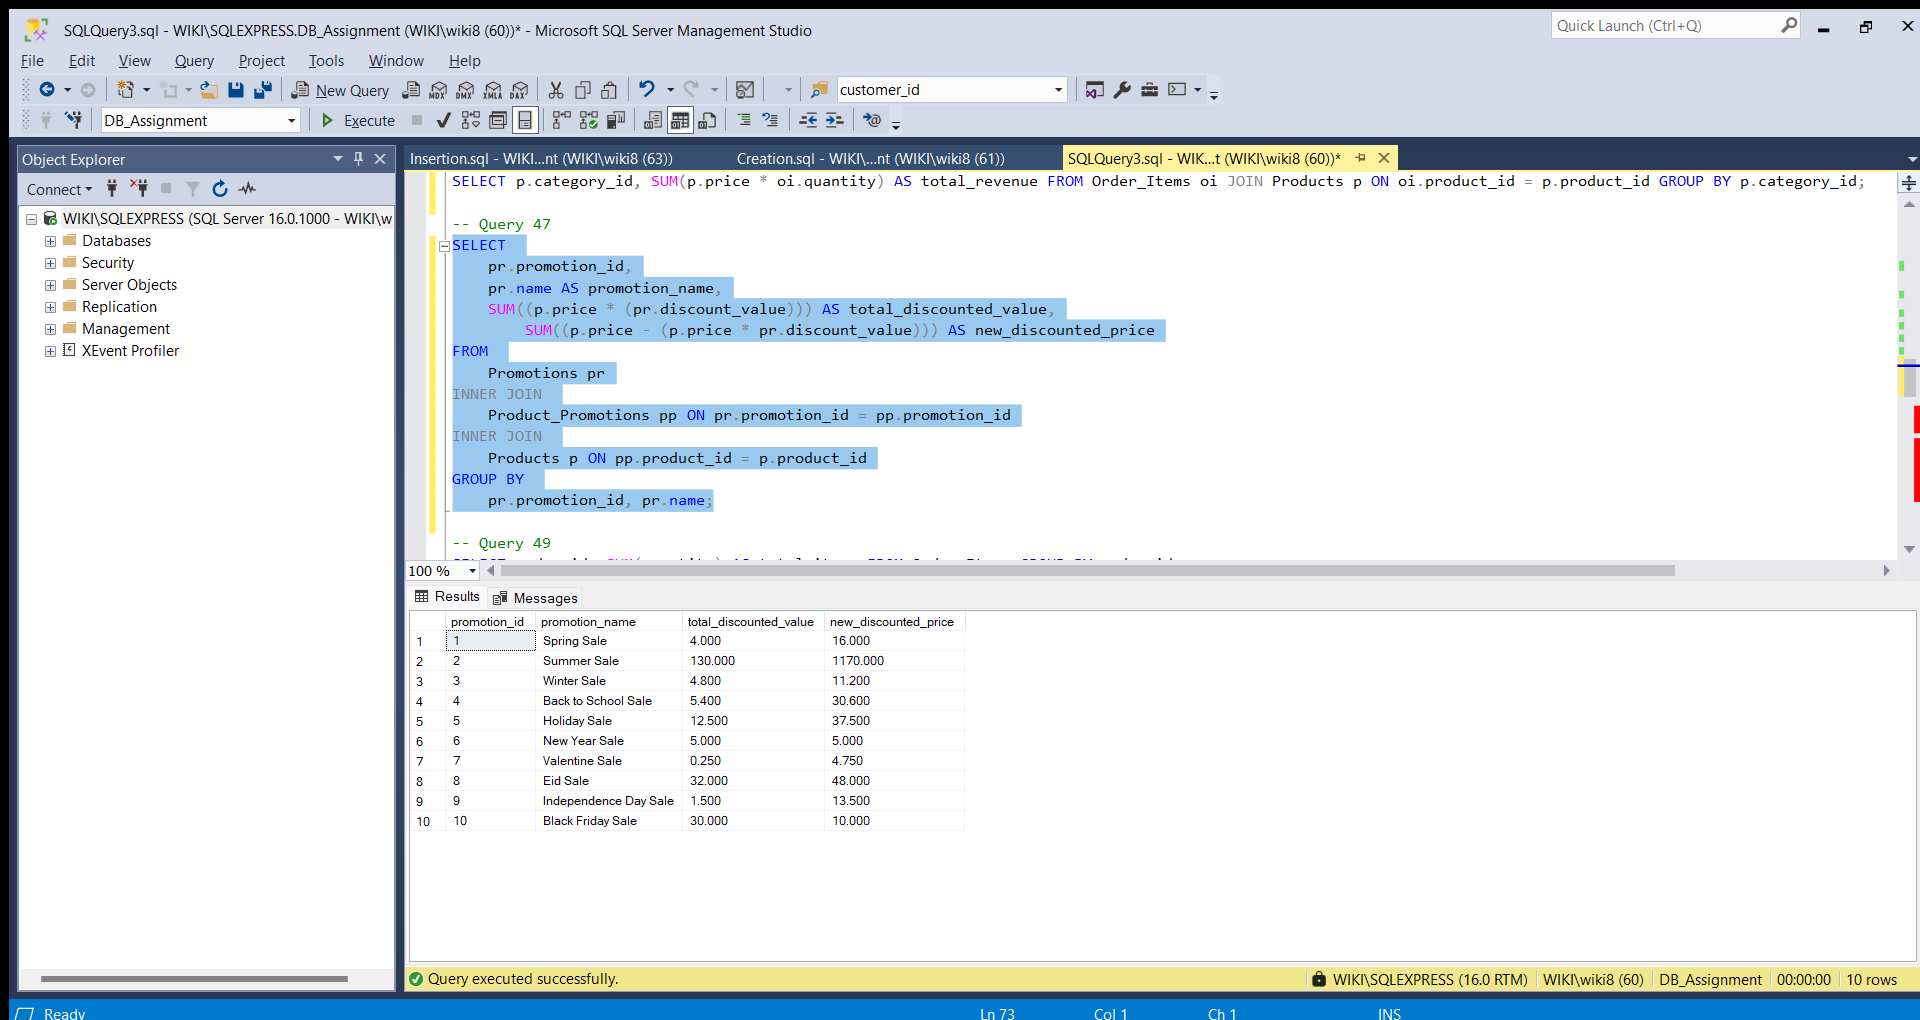 SQLQuery3.sql - WIKI\SQLEXPRESS.DB_Assignment (WIKI\wiki8 (60))* - Microsoft SQL Server Management Studio
Quick Launch (Ctrl+Q)
File Edit View Query Project Tools Window Help
New Query MDX DMX XMLA DAX customer_id
DB_Assignment Execute
Object Explorer
Connect
WIKI\SQLEXPRESS (SQL Server 16.0.1000 - WIKI\w
Databases
Security
Server Objects
Replication
Management
XEvent Profiler
Insertion.sql - WIKI...nt (WIKI\wiki8 (63)) Creation.sql - WIKI\...nt (WIKI\wiki8 (61)) SQLQuery3.sql - WIK...t (WIKI\wiki8 (60))*
SELECT p.category_id, SUM(p.price * oi.quantity) AS total_revenue FROM Order_Items oi JOIN Products p ON oi.product_id = p.product_id GROUP BY p.category_id;
-- Query 47
SELECT
pr.promotion_id,
pr.name AS promotion_name,
SUM((p.price * (pr.discount_value))) AS total_discounted_value,
SUM((p.price - (p.price * pr.discount_value))) AS new_discounted_price
FROM
Promotions pr
INNER JOIN
Product_Promotions pp ON pr.promotion_id = pp.promotion_id
INNER JOIN
Products p ON pp.product_id = p.product_id
GROUP BY
pr.promotion_id, pr.name;
-- Query 49
100 %
Results Messages
promotion_id promotion_name total_discounted_value new_discounted_price
1 1 Spring Sale 4.000 16.000
2 2 Summer Sale 130.000 1170.000
3 3 Winter Sale 4.800 11.200
4 4 Back to School Sale 5.400 30.600
5 5 Holiday Sale 12.500 37.500
6 6 New Year Sale 5.000 5.000
7 7 Valentine Sale 0.250 4.750
8 8 Eid Sale 32.000 48.000
9 9 Independence Day Sale 1.500 13.500
10 10 Black Friday Sale 30.000 10.000
Query executed successfully. WIKI\SQLEXPRESS (16.0 RTM) WIKI\wiki8 (60) DB_Assignment 00:00:00 10 rows
Ready Ln 73 Col 1 Ch 1 INS